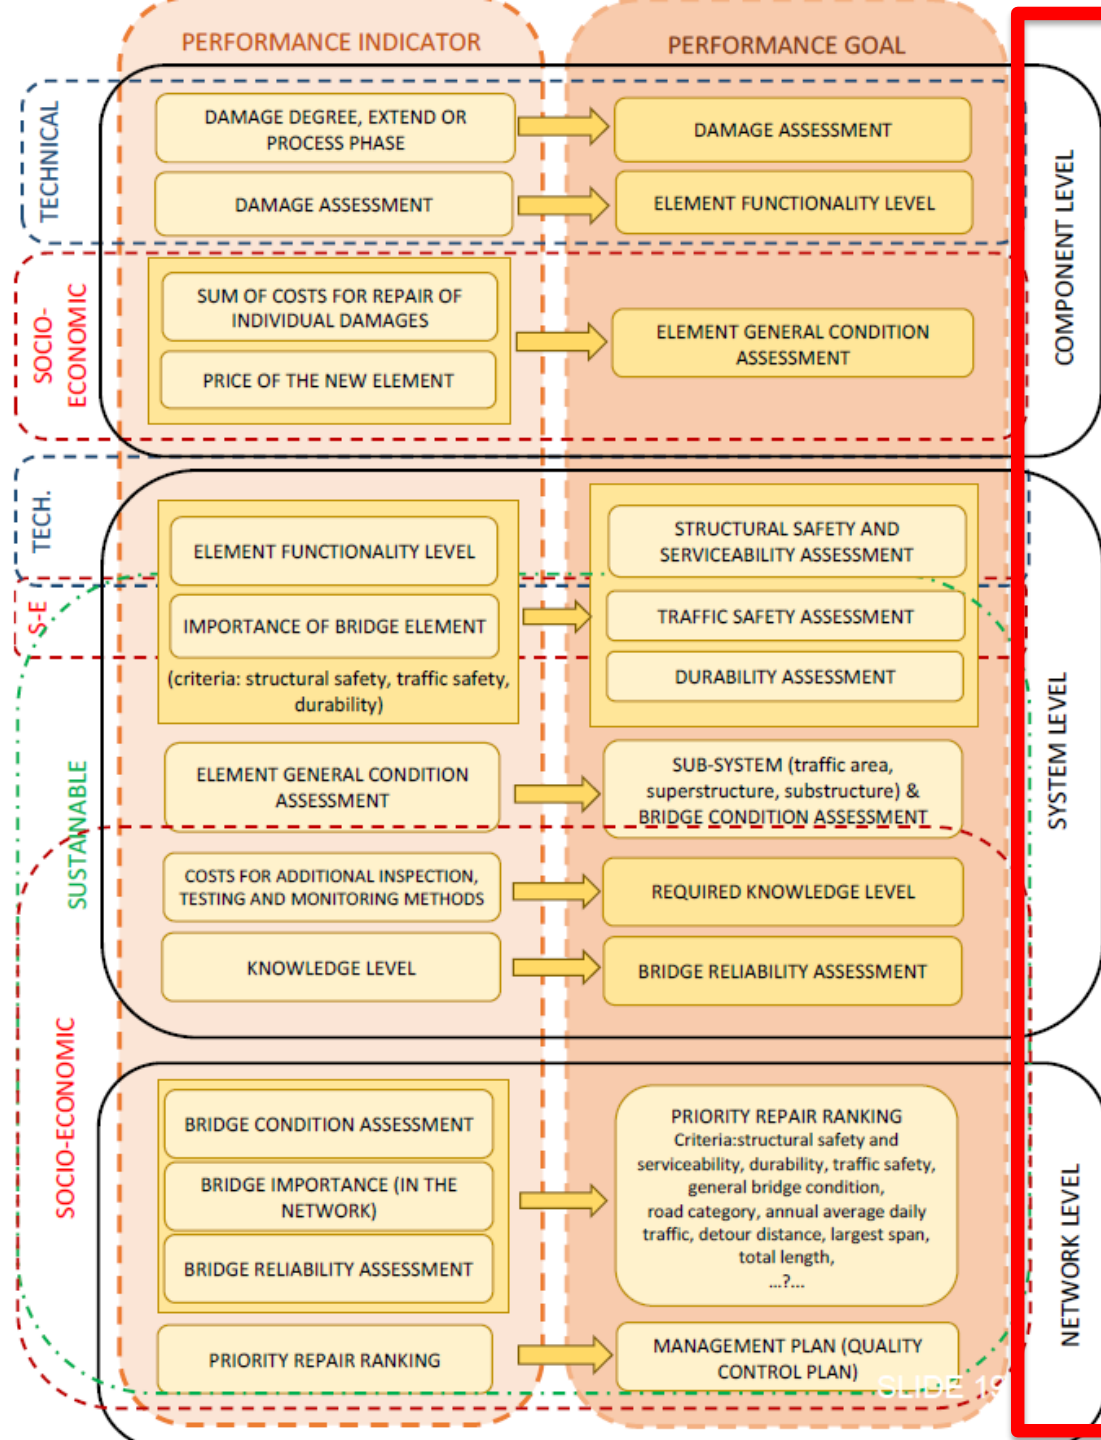 PERFORMANCE INDICATOR
PERFORMANCE GOAL
TECHNICAL
DAMAGE DEGREE, EXTEND OR
PROCESS PHASE
DAMAGE ASSESSMENT
DAMAGE ASSESSMENT
ELEMENT FUNCTIONALITY LEVEL
COMPONENT LEVEL
SOCIO-
ECONOMIC
SUM OF COSTS FOR REPAIR OF
INDIVIDUAL DAMAGES
PRICE OF THE NEW ELEMENT
ELEMENT GENERAL CONDITION
ASSESSMENT
TECH.
S-E
ELEMENT FUNCTIONALITY LEVEL
IMPORTANCE OF BRIDGE ELEMENT
(criteria: structural safety, traffic safety,
durability)
STRUCTURAL SAFETY AND
SERVICEABILITY ASSESSMENT
TRAFFIC SAFETY ASSESSMENT
DURABILITY ASSESSMENT
SYSTEM LEVEL
SUSTAINABLE
ELEMENT GENERAL CONDITION
ASSESSMENT
SUB-SYSTEM (traffic area,
superstructure, substructure) &
BRIDGE CONDITION ASSESSMENT
COSTS FOR ADDITIONAL INSPECTION,
TESTING AND MONITORING METHODS
REQUIRED KNOWLEDGE LEVEL
KNOWLEDGE LEVEL
BRIDGE RELIABILITY ASSESSMENT
SOCIO-ECONOMIC
BRIDGE CONDITION ASSESSMENT
BRIDGE IMPORTANCE (IN THE
NETWORK)
BRIDGE RELIABILITY ASSESSMENT
PRIORITY REPAIR RANKING
Criteria:structural safety and
serviceability, durability, traffic safety,
general bridge condition,
road category, annual average daily
traffic, detour distance, largest span,
total length,
...?...
NETWORK LEVEL
PRIORITY REPAIR RANKING
MANAGEMENT PLAN (QUALITY
CONTROL PLAN)
SLIDE 19